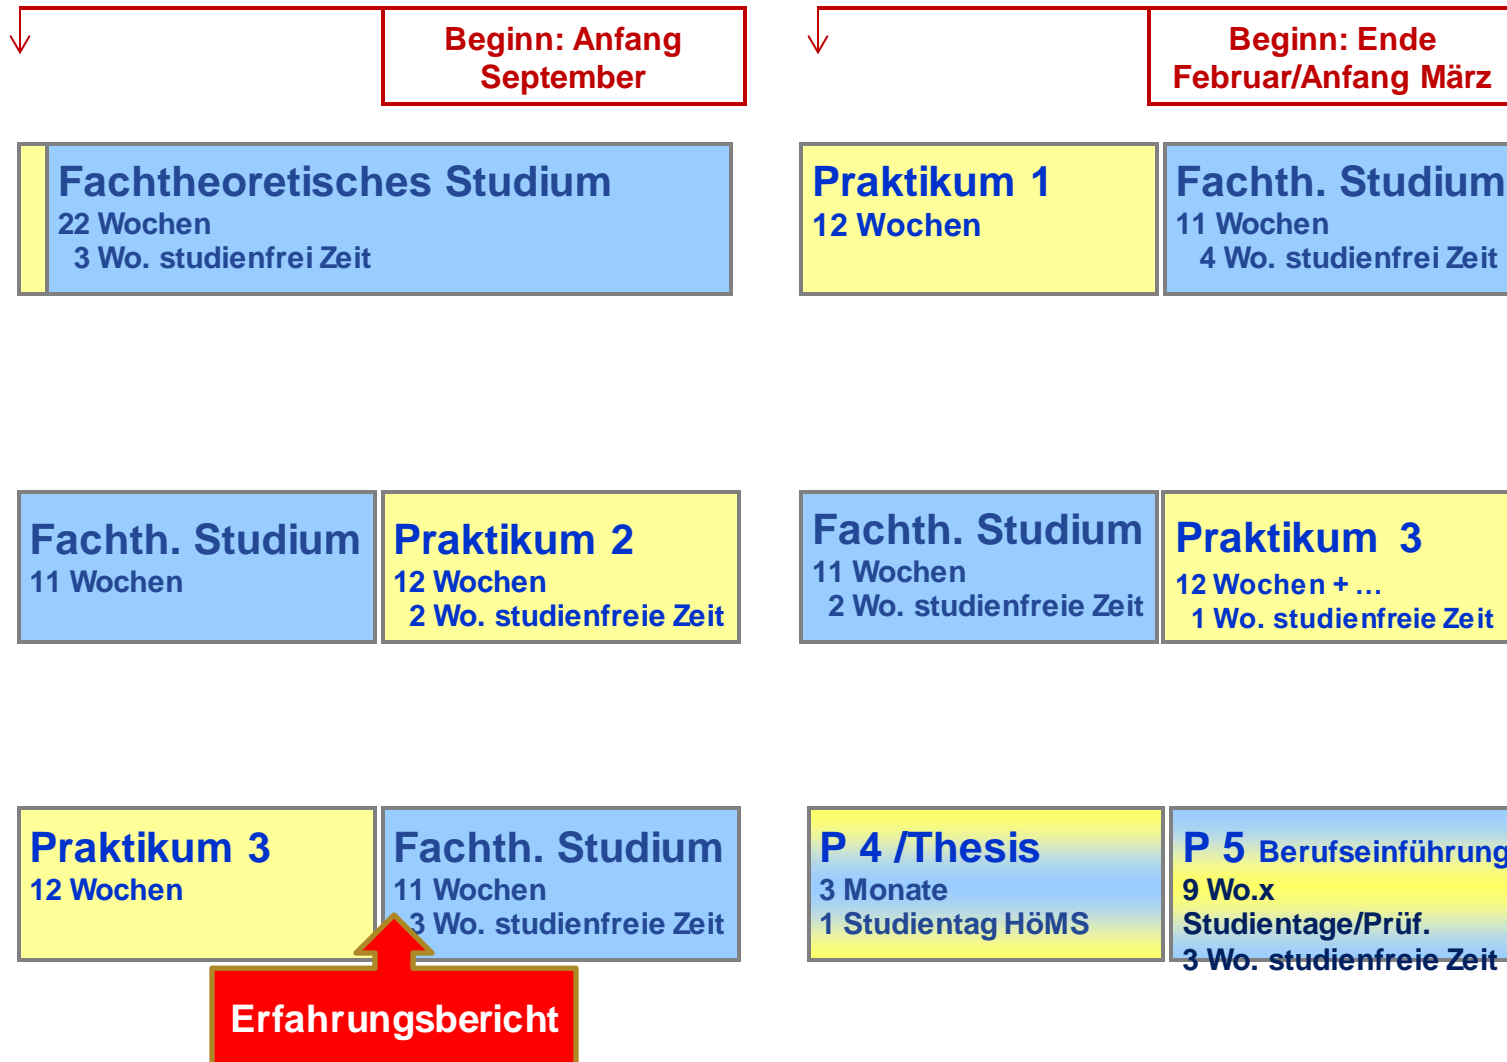 Beginn: Anfang
September
Beginn: Ende
Februar/Anfang März
Fachtheoretisches Studium
22 Wochen
3 Wo. studienfrei Zeit
Praktikum 1
12 Wochen
Fachth. Studium
11 Wochen
4 Wo. studienfrei Zeit
Fachth. Studium
11 Wochen
Praktikum 2
12 Wochen
2 Wo. studienfreie Zeit
Fachth. Studium
11 Wochen
2 Wo. studienfreie Zeit
Praktikum 3
12 Wochen + ...
1 Wo. studienfreie Zeit
Praktikum 3
12 Wochen
Fachth. Studium
11 Wochen
3 Wo. studienfreie Zeit
P 4 /Thesis
3 Monate
1 Studientag HöMS
P 5 Berufseinführung
9 Wo.x
Studientage/Prüf.
3 Wo. studienfreie Zeit
Erfahrungsbericht